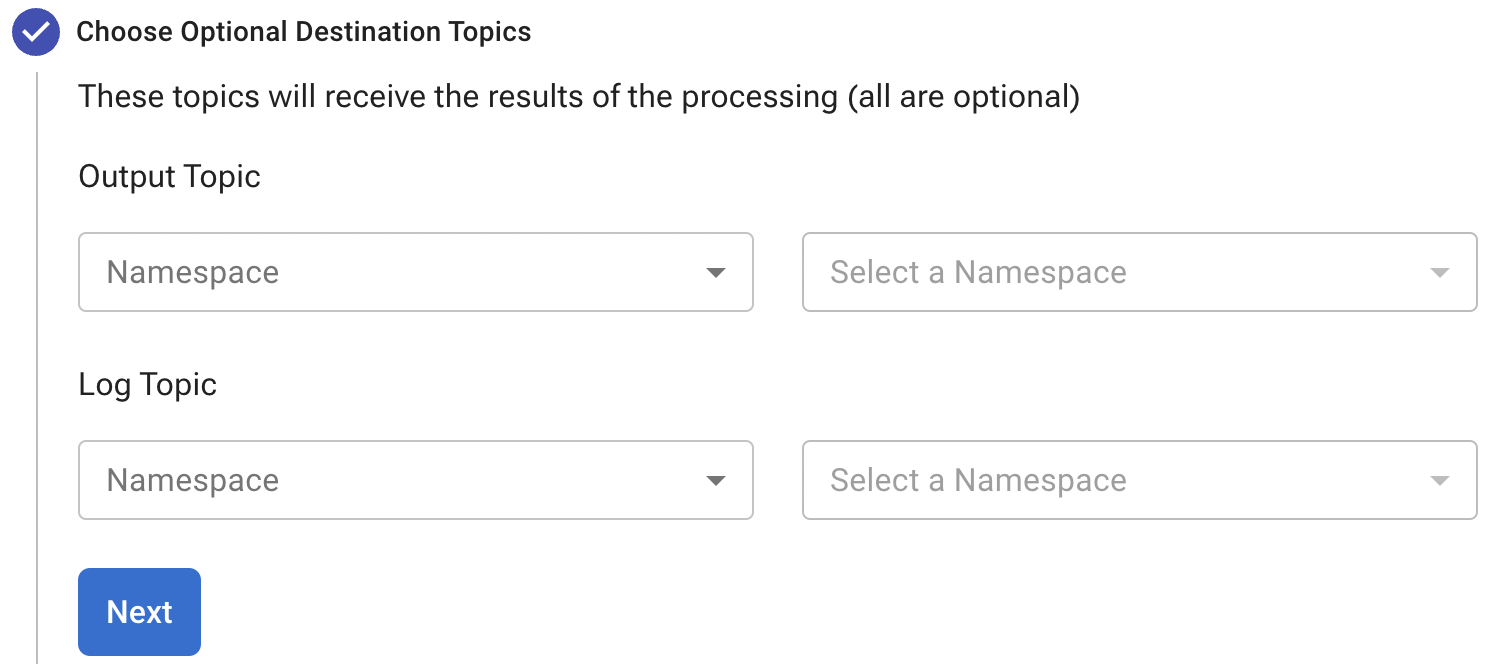 Choose Optional Destination Topics
These topics will receive the results of the processing (all are optional)
Output Topic
Namespace
Select a Namespace
Log Topic
Namespace
Select a Namespace
Next